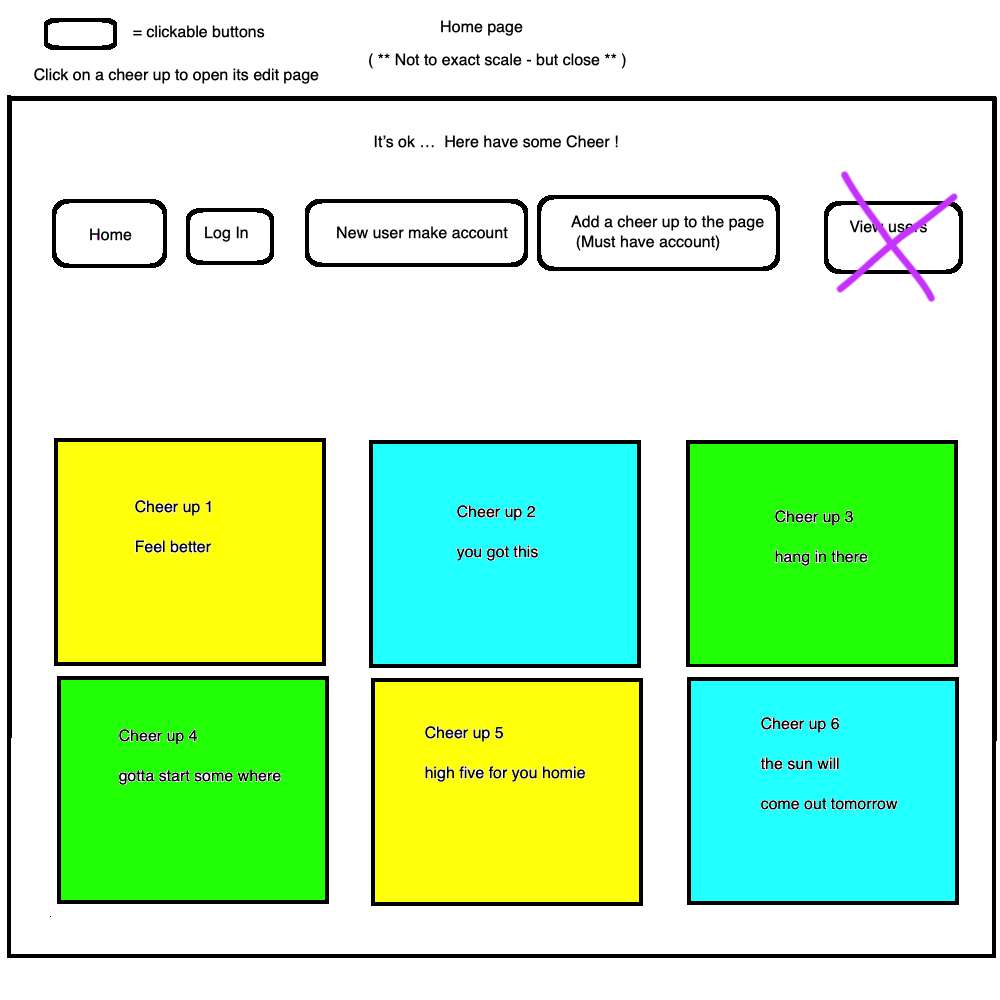 = clickable buttons
Home page
( ** Not to exact scale - but close ** )
Click on a cheer up to open its edit page
It's ok ...  Here have some Cheer !
Home
Log In
New user make account
Add a cheer up to the page
(Must have account)
View users
Cheer up 1
Feel better
Cheer up 2
you got this
Cheer up 3
hang in there
Cheer up 4
gotta start some where
Cheer up 5
high five for you homie
Cheer up 6
the sun will
come out tomorrow